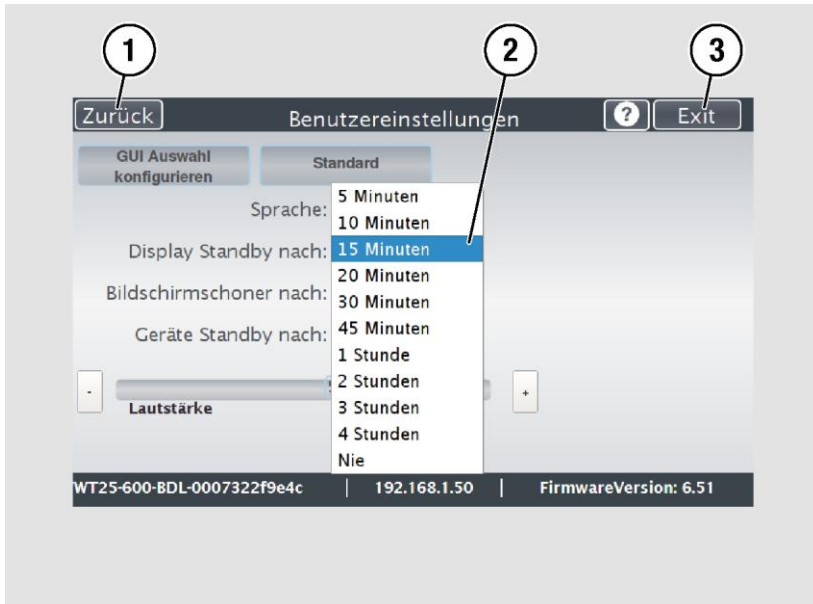 1 2 3
Zurück Benutzereinstellungen ? Exit
GUI Auswahl
konfigurieren
Standard
Sprache:
Display Standby nach:
Bildschirmschoner nach:
Geräte Standby nach:
5 Minuten
10 Minuten
15 Minuten
20 Minuten
30 Minuten
45 Minuten
1 Stunde
2 Stunden
3 Stunden
4 Stunden
Nie
- +
Lautstärke
WT25-600-BDL-0007322f9e4c | 192.168.1.50 | FirmwareVersion: 6.51